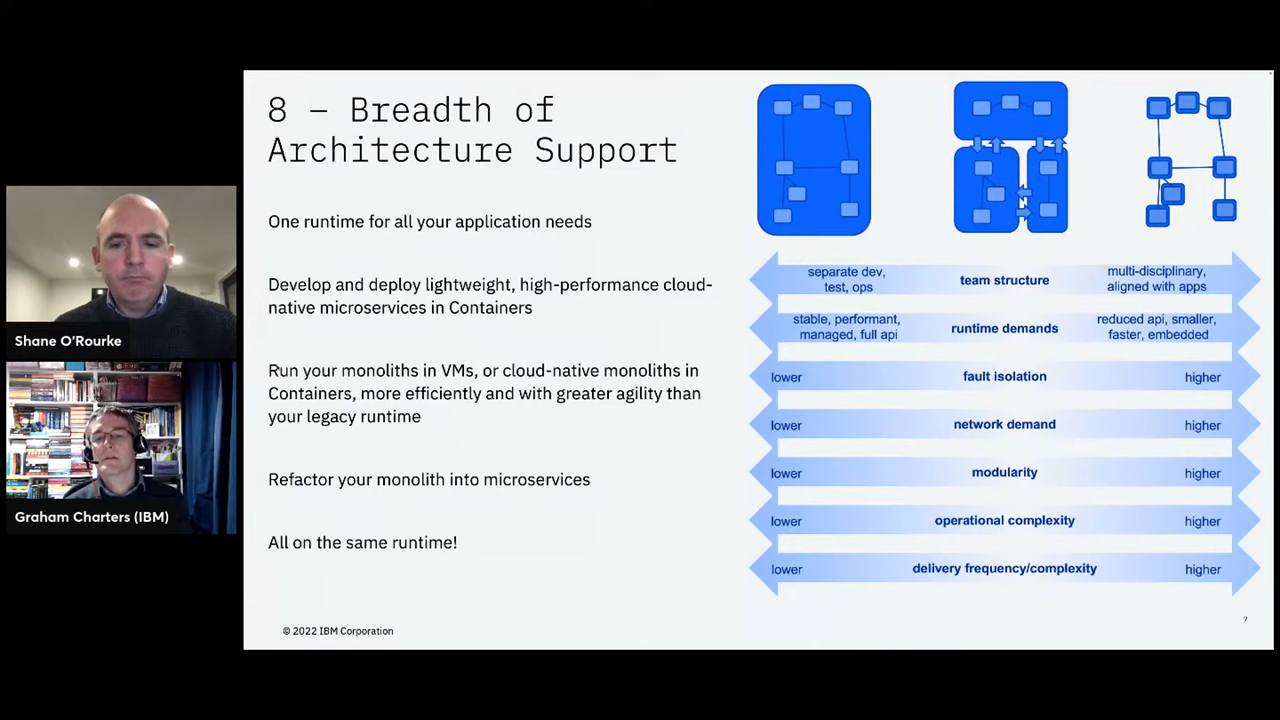 8 – Breadth of
Architecture Support
One runtime for all your application needs
Develop and deploy lightweight, high-performance cloud-
native microservices in Containers
Run your monoliths in VMs, or cloud-native monoliths in
Containers, more efficiently and with greater agility than
your legacy runtime
Refactor your monolith into microservices
All on the same runtime!
© 2022 IBM Corporation
separate dev,
test, ops
team structure
multi-disciplinary,
aligned with apps
stable, performant,
managed, full api
runtime demands
reduced api, smaller,
faster, embedded
lower fault isolation higher
lower network demand higher
lower modularity higher
lower operational complexity higher
lower delivery frequency/complexity higher
7
Shane O'Rourke
Graham Charters (IBM)